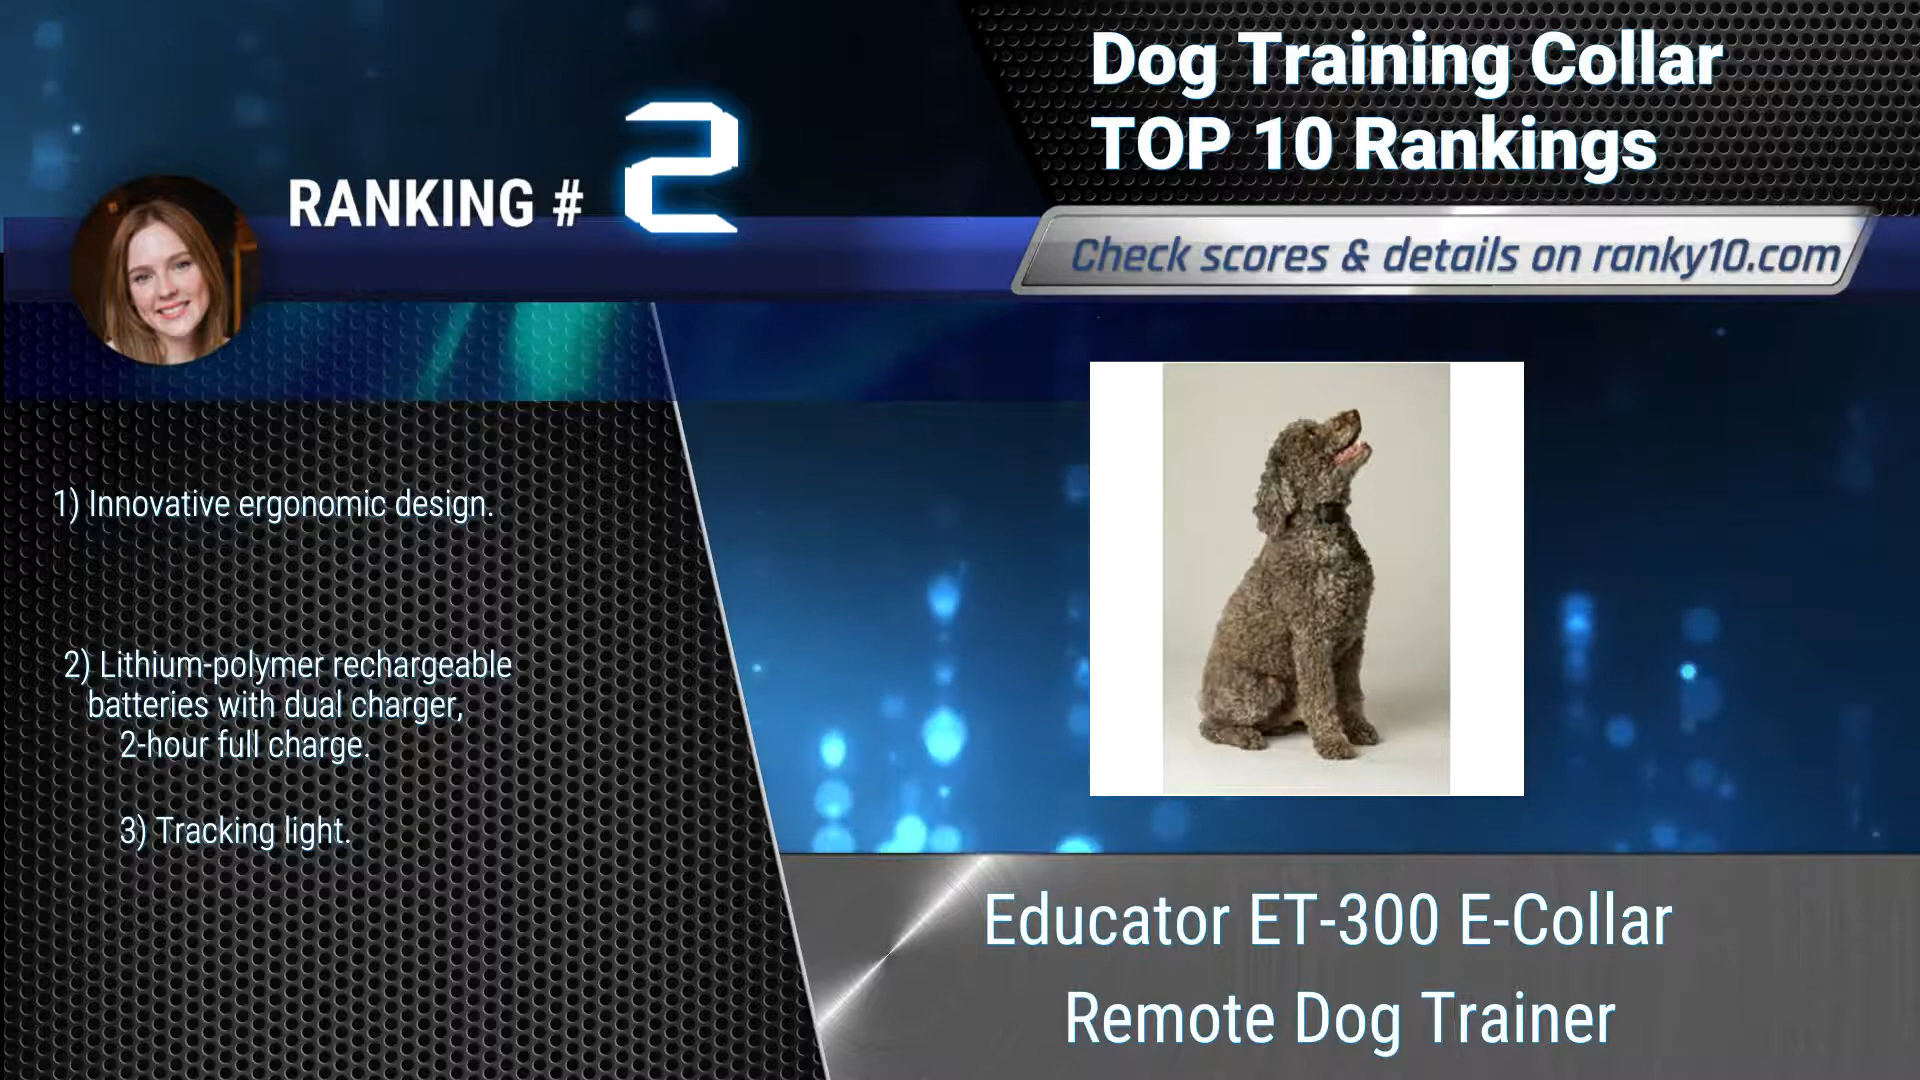 Dog Training Collar
TOP 10 Rankings
RANKING # 2
Check scores & details on ranky10.com
1) Innovative ergonomic design.
2) Lithium-polymer rechargeable
batteries with dual charger,
2-hour full charge.
3) Tracking light.
Educator ET-300 E-Collar
Remote Dog Trainer